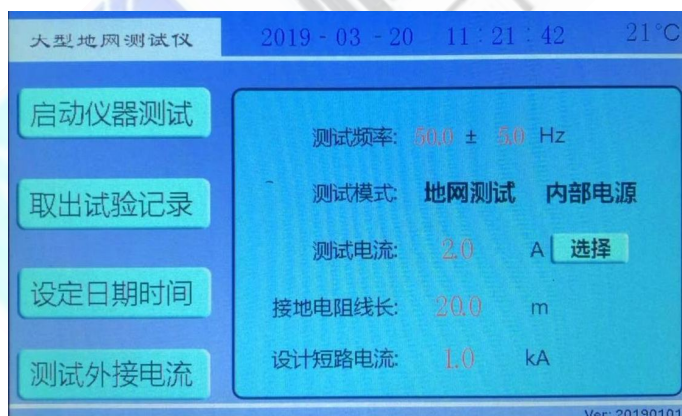 大型地网测试仪 2019-03-20 11:21:42 21°C
启动仪器测试
取出试验记录
设定日期时间
测试外接电流
测试频率: 50.0 ± 5.0 Hz
测试模式: 地网测试 内部电源
测试电流: 2.0 A 选择
接地电阻线长: 20.0 m
设计短路电流: 1.0 kA
Ver: 20190101